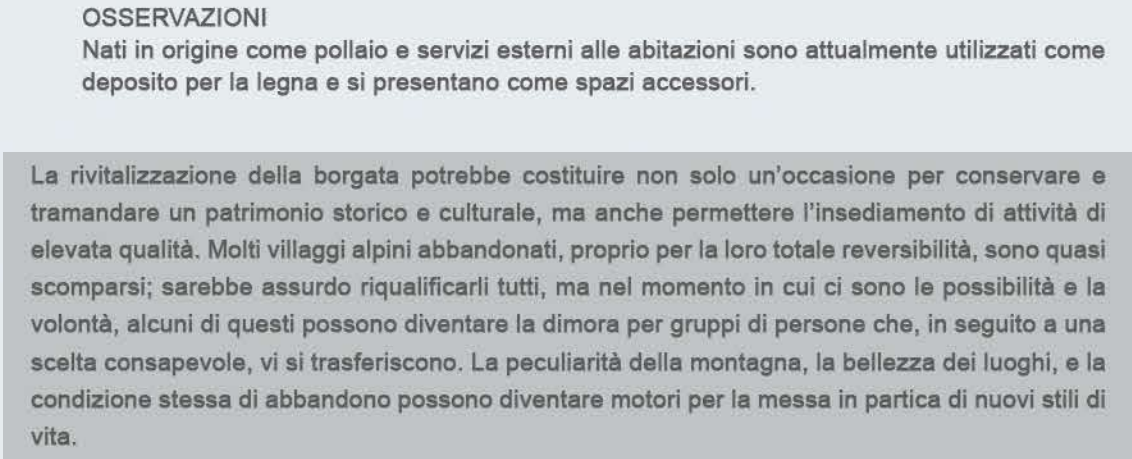 OSSERVAZIONI
Nati in origine come pollaio e servizi esterni alle abitazioni sono attualmente utilizzati come
deposito per la legna e si presentano come spazi accessori.
La rivitalizzazione della borgata potrebbe costituire non solo un'occasione per conservare e
tramandare un patrimonio storico e culturale, ma anche permettere l'insediamento di attività di
elevata qualità. Molti villaggi alpini abbandonati, proprio per la loro totale reversibilità, sono quasi
scomparsi; sarebbe assurdo riqualificarli tutti, ma nel momento in cui ci sono le possibilità e la
volontà, alcuni di questi possono diventare la dimora per gruppi di persone che, in seguito a una
scelta consapevole, vi si trasferiscono. La peculiarità della montagna, la bellezza dei luoghi, e la
condizione stessa di abbandono possono diventare motori per la messa in partica di nuovi stili di
vita.